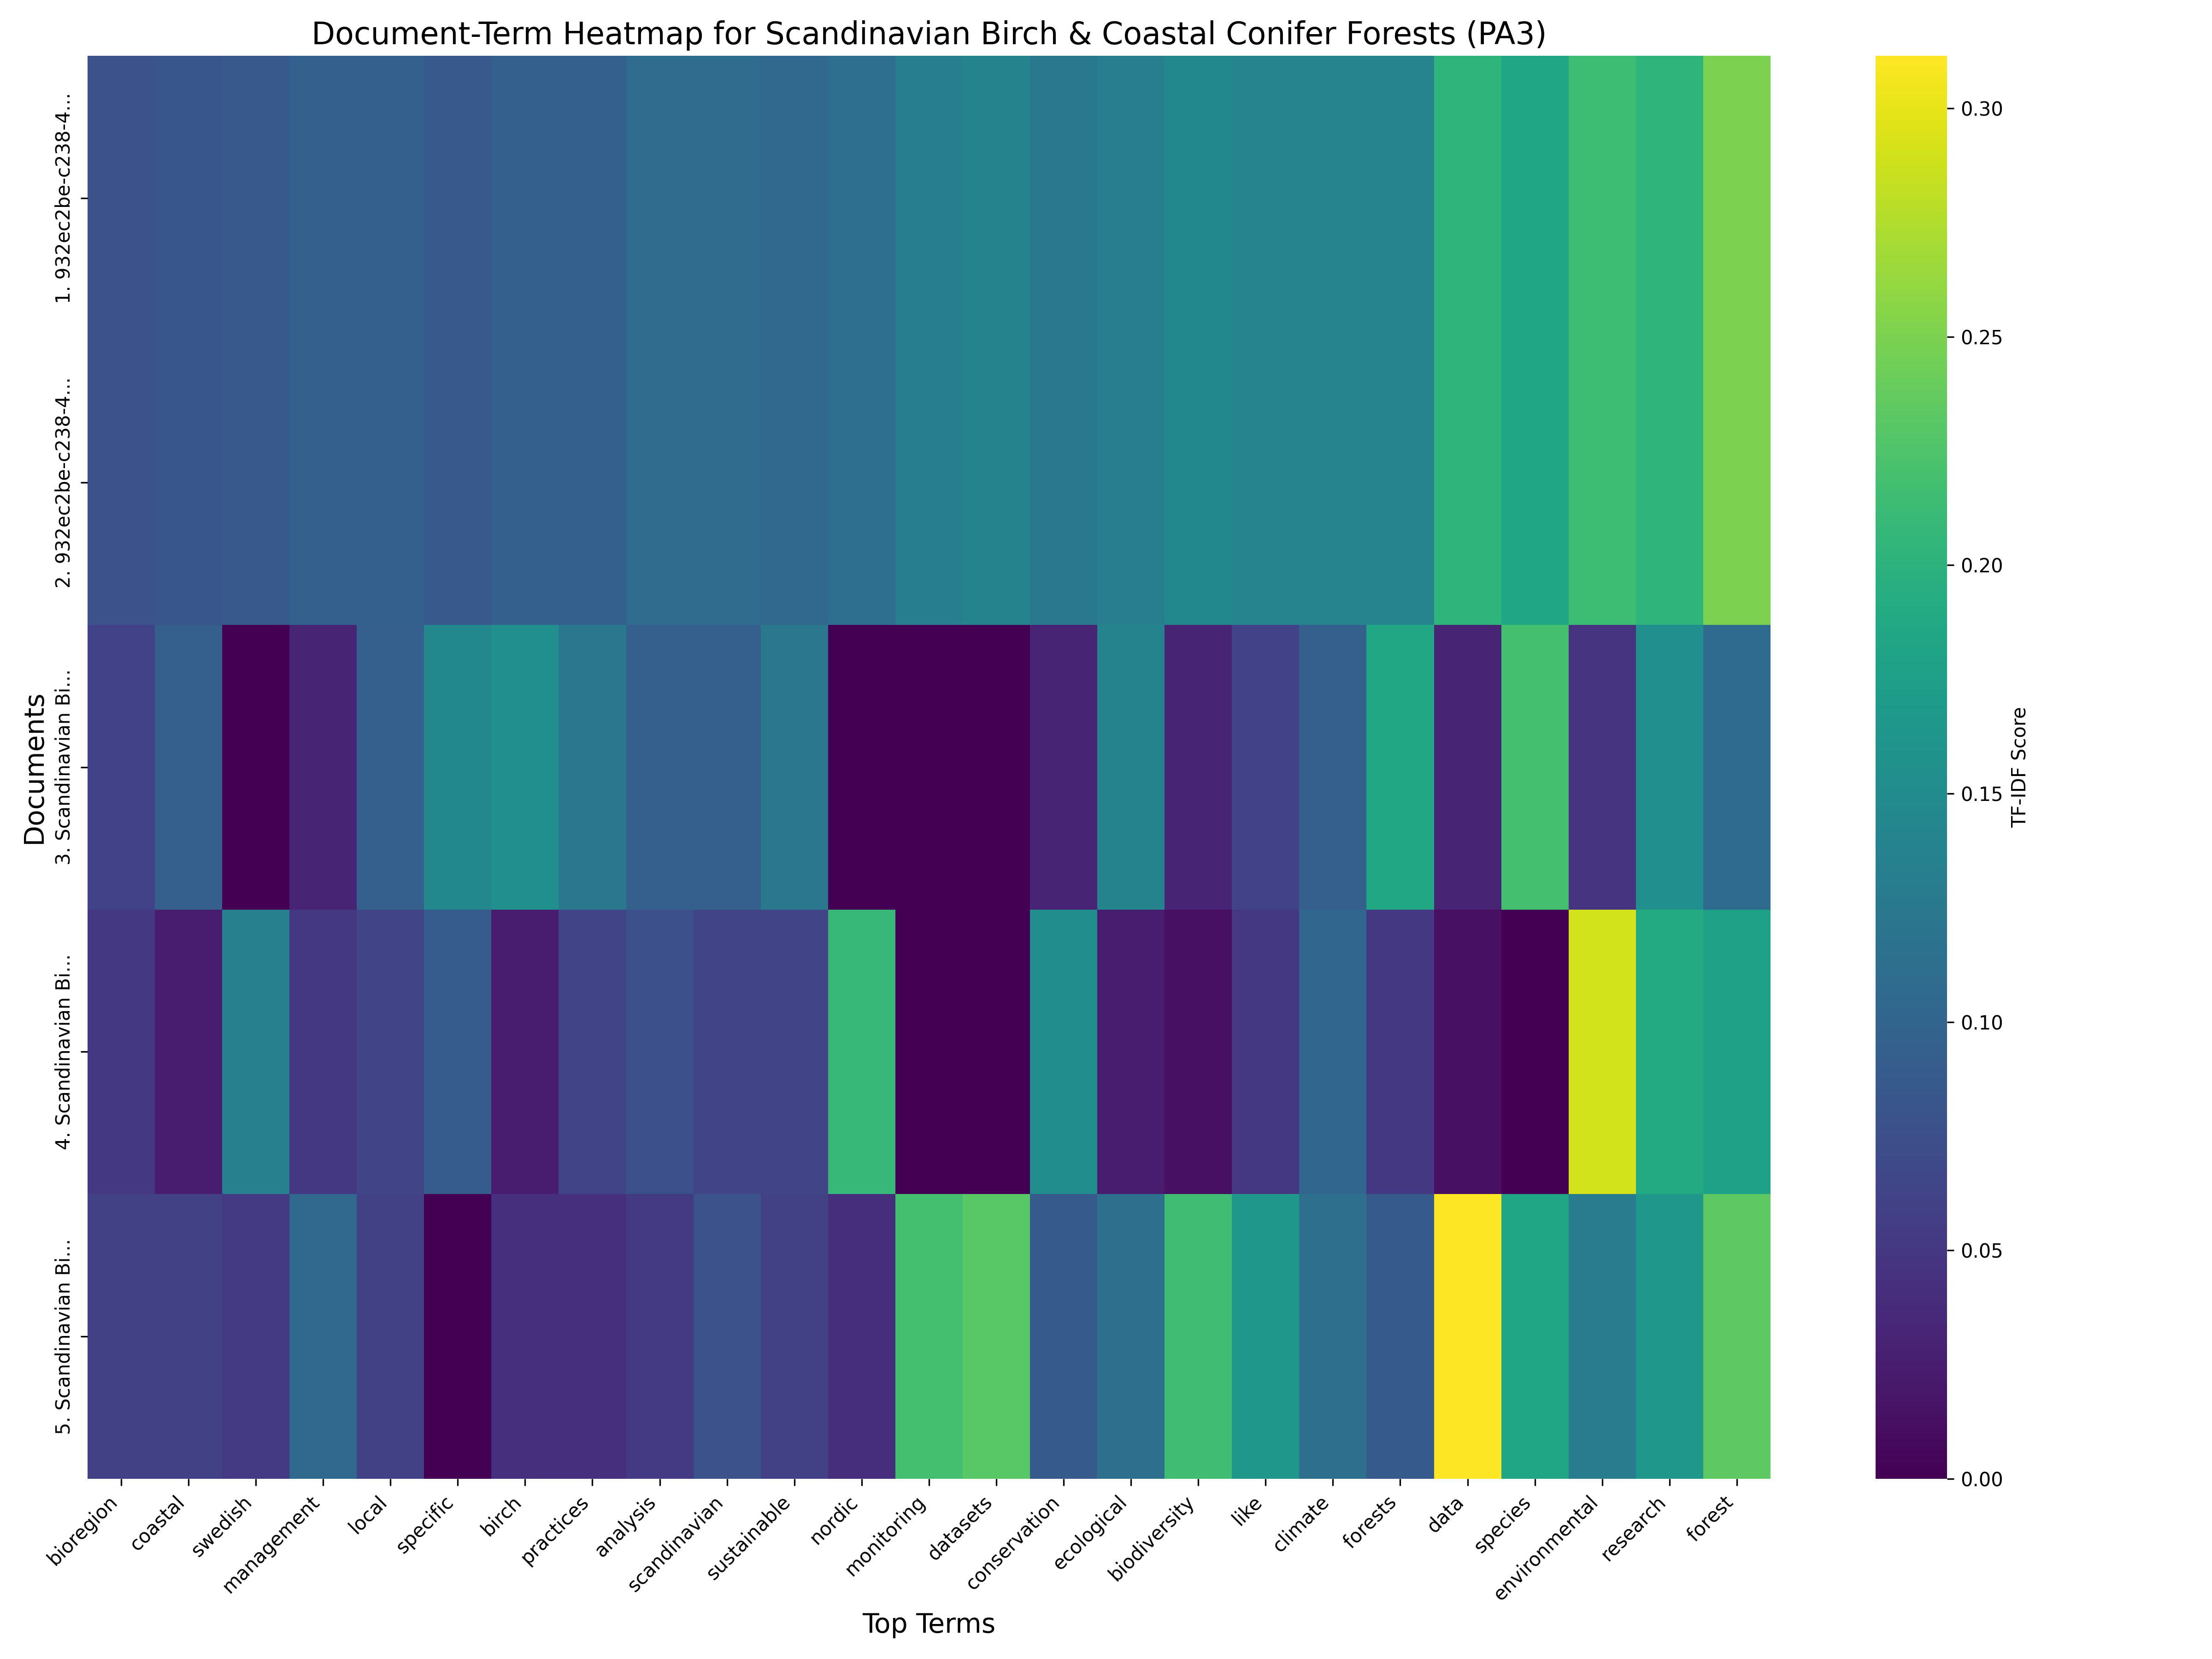 Document-Term Heatmap for Scandinavian Birch & Coastal Conifer Forests (PA3)
Documents
1. 932ec2be-c238-4...
2. 932ec2be-c238-4...
3. Scandinavian Bi...
4. Scandinavian Bi...
5. Scandinavian Bi...
bioregion
coastal
swedish
management
local
specific
birch
practices
analysis
scandinavian
sustainable
nordic
monitoring
datasets
conservation
ecological
biodiversity
like
climate
forests
data
species
environmental
research
forest
Top Terms
0.30
0.25
0.20
0.15
0.10
0.05
0.00
TF-IDF Score